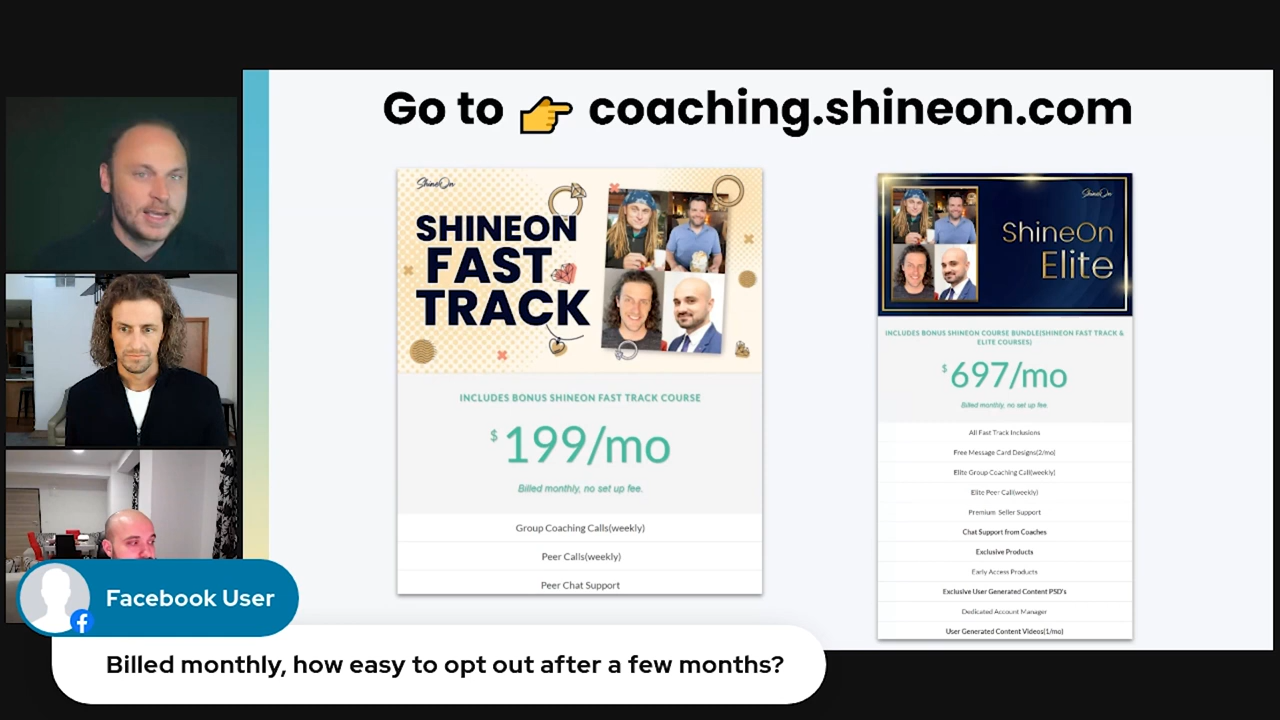 Go to 👉 coaching.shineon.com
ShineOn
SHINEON
FAST
TRACK
INCLUDES BONUS SHINEON FAST TRACK COURSE
$199/mo
Billed monthly, no set up fee.
Group Coaching Calls(weekly)
Peer Calls(weekly)
Peer Chat Support
ShineOn
ShineOn
Elite
INCLUDES BONUS SHINEON COURSE BUNDLE(SHINEON FAST TRACK &
ELITE COURSES)
$697/mo
Billed monthly, no set up fee.
All Fast Track Inclusions
Free Message Card Designs(2/mo)
Elite Group Coaching Call(weekly)
Elite Peer Call(weekly)
Premium Seller Support
Chat Support from Coaches
Exclusive Products
Early Access Products
Exclusive User Generated Content PSD's
Dedicated Account Manager
User Generated Content Videos(1/mo)
Facebook User
Billed monthly, how easy to opt out after a few months?